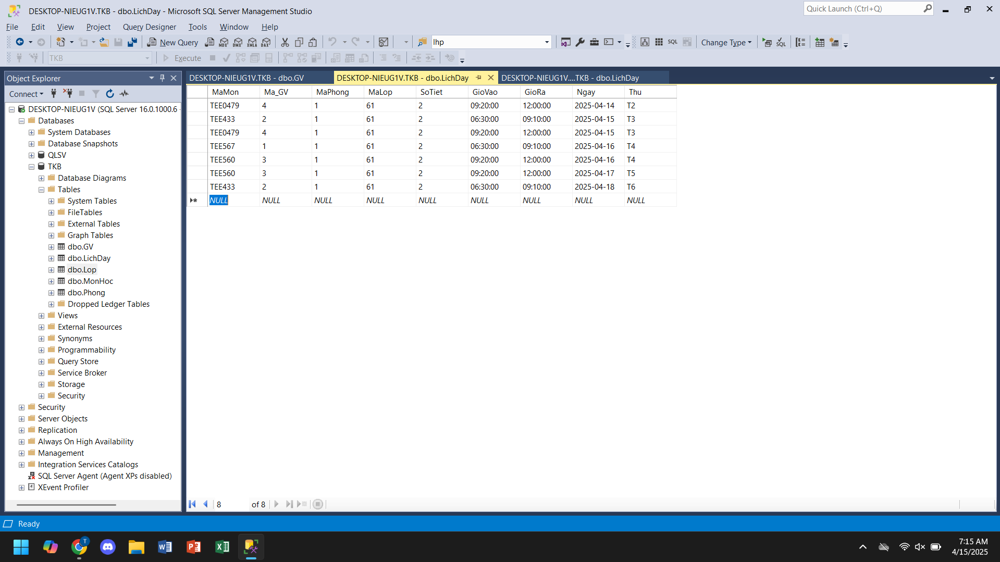 DESKTOP-NIEUG1V.TKB - dbo.LichDay - Microsoft SQL Server Management Studio
Quick Launch (Ctrl+Q)
File Edit View Project Query Designer Tools Window Help
New Query MDX DMX XMLA DAX lhp SQL Change Type SQL
TKB Execute
Object Explorer
DESKTOP-NIEUG1V.TKB - dbo.GV DESKTOP-NIEUG1V.TKB - dbo.LichDay DESKTOP-NIEUG1V....TKB - dbo.LichDay
Connect
DESKTOP-NIEUG1V (SQL Server 16.0.1000.6 -
Databases
System Databases
Database Snapshots
QLSV
TKB
Database Diagrams
Tables
System Tables
FileTables
External Tables
Graph Tables
dbo.GV
dbo.LichDay
dbo.Lop
dbo.MonHoc
dbo.Phong
Dropped Ledger Tables
Views
External Resources
Synonyms
Programmability
Query Store
Service Broker
Storage
Security
Security
Server Objects
Replication
Always On High Availability
Management
Integration Services Catalogs
SQL Server Agent (Agent XPs disabled)
XEvent Profiler
MaMon Ma_GV MaPhong MaLop SoTiet GioVao GioRa Ngay Thu
TEE0479 4 1 61 2 09:20:00 12:00:00 2025-04-14 T2
TEE433 2 1 61 2 06:30:00 09:10:00 2025-04-15 T3
TEE0479 4 1 61 2 09:20:00 12:00:00 2025-04-15 T3
TEE567 1 1 61 2 06:30:00 09:10:00 2025-04-16 T4
TEE560 3 1 61 2 09:20:00 12:00:00 2025-04-16 T4
TEE560 3 1 61 2 09:20:00 12:00:00 2025-04-17 T5
TEE433 2 1 61 2 06:30:00 09:10:00 2025-04-18 T6
NULL NULL NULL NULL NULL NULL NULL NULL NULL
8 of 8
Ready
T
7:15 AM
4/15/2025